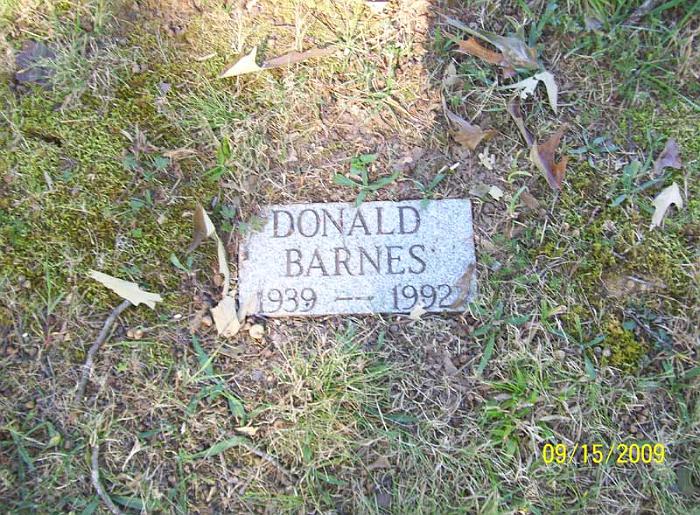 DONALD
BARNES
1939 -- 1992
09/15/2009